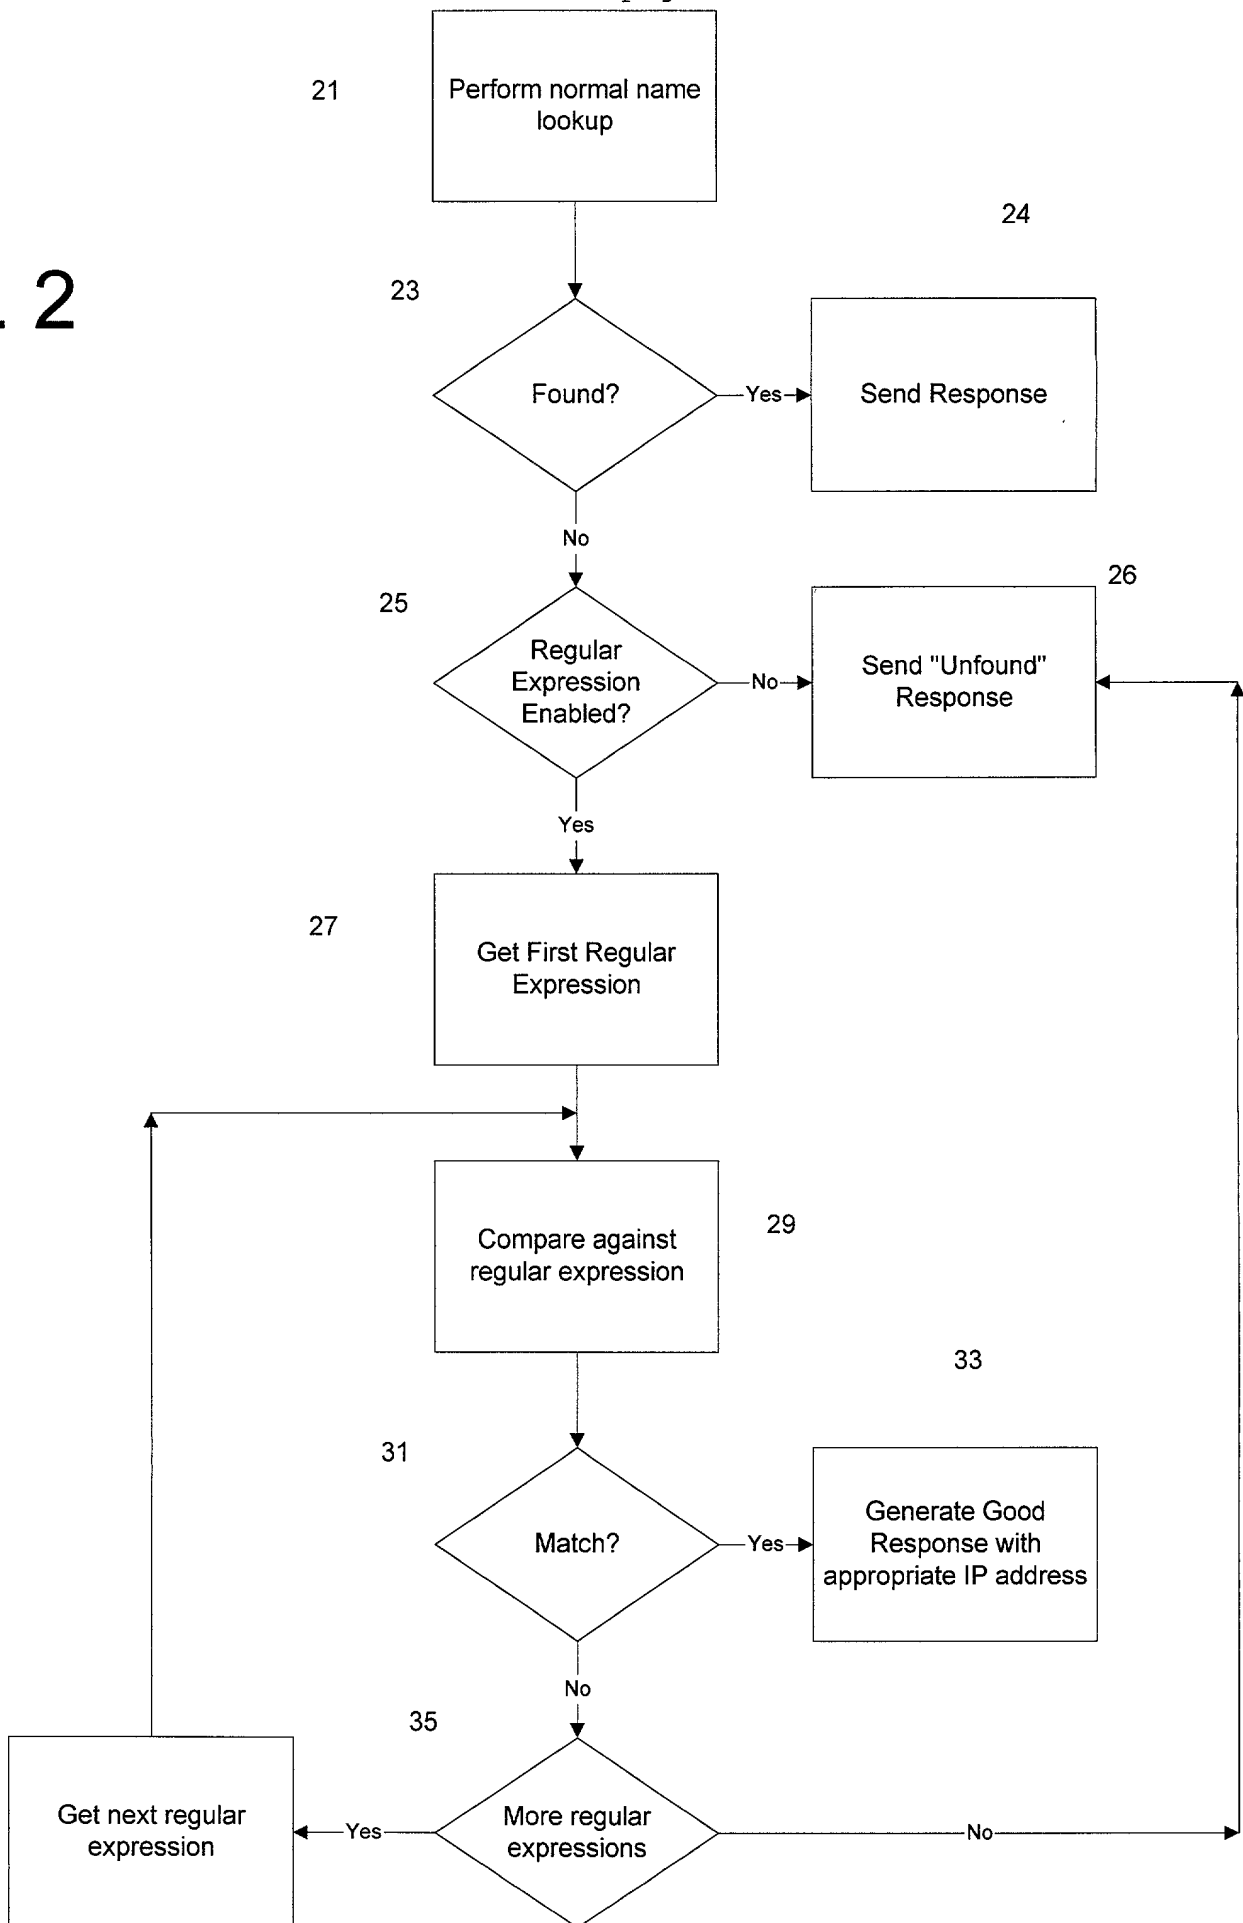 21
Perform normal name
lookup
24
. 2
23
Found?
Yes
Send Response
No
26
25
Regular
Expression
Enabled?
No
Send "Unfound"
Response
Yes
27
Get First Regular
Expression
29
Compare against
regular expression
33
31
Match?
Yes
Generate Good
Response with
appropriate IP address
No
35
Get next regular
expression
Yes
More regular
expressions
No